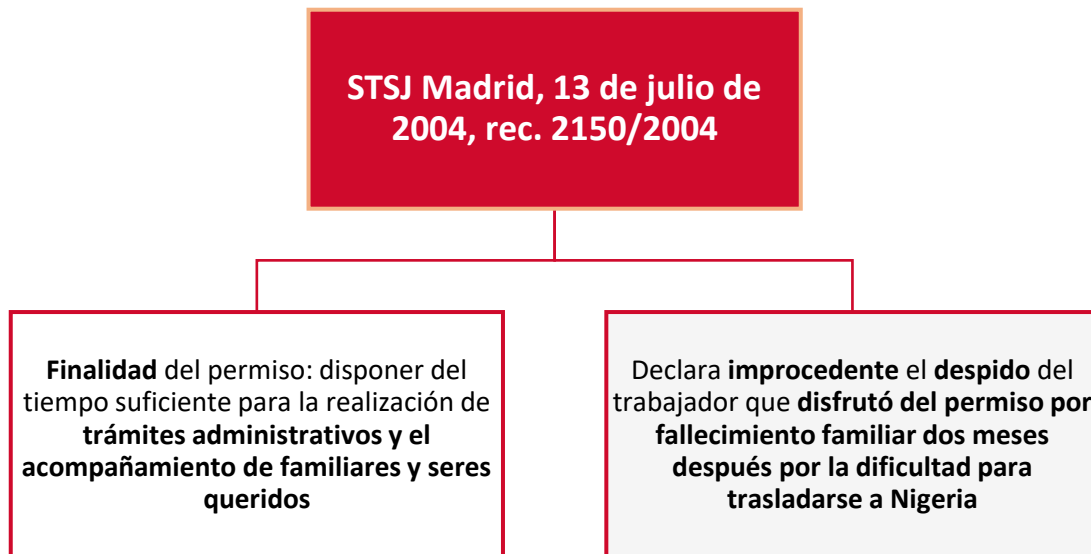 STSJ Madrid, 13 de julio de
2004, rec. 2150/2004
Finalidad del permiso: disponer del
tiempo suficiente para la realización de
trámites administrativos y el
acompañamiento de familiares y seres
queridos
Declara improcedente el despido del
trabajador que disfrutó del permiso por
fallecimiento familiar dos meses
después por la dificultad para
trasladarse a Nigeria